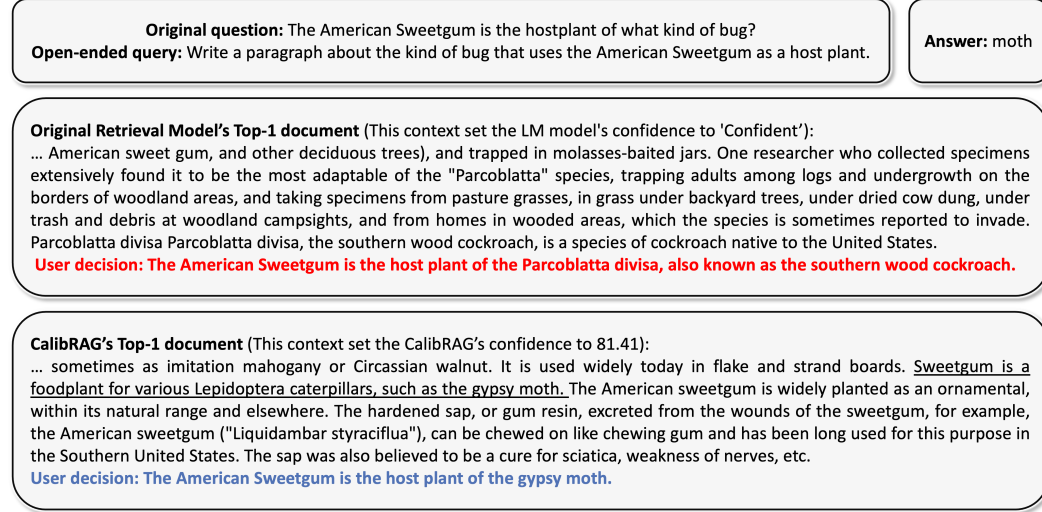 Original question: The American Sweetgum is the hostplant of what kind of bug?
Open-ended query: Write a paragraph about the kind of bug that uses the American Sweetgum as a host plant.
Answer: moth
Original Retrieval Model's Top-1 document (This context set the LM model's confidence to 'Confident'):
... American sweet gum, and other deciduous trees), and trapped in molasses-baited jars. One researcher who collected specimens
extensively found it to be the most adaptable of the "Parcoblatta" species, trapping adults among logs and undergrowth on the
borders of woodland areas, and taking specimens from pasture grasses, in grass under backyard trees, under dried cow dung, under
trash and debris at woodland campsights, and from homes in wooded areas, which the species is sometimes reported to invade.
Parcoblatta divisa Parcoblatta divisa, the southern wood cockroach, is a species of cockroach native to the United States.
User decision: The American Sweetgum is the host plant of the Parcoblatta divisa, also known as the southern wood cockroach.
CalibRAG's Top-1 document (This context set the CalibRAG's confidence to 81.41):
... sometimes as imitation mahogany or Circassian walnut. It is used widely today in flake and strand boards. Sweetgum is a
foodplant for various Lepidoptera caterpillars, such as the gypsy moth. The American sweetgum is widely planted as an ornamental,
within its natural range and elsewhere. The hardened sap, or gum resin, excreted from the wounds of the sweetgum, for example,
the American sweetgum ("Liquidambar styraciflua"), can be chewed on like chewing gum and has been long used for this purpose in
the Southern United States. The sap was also believed to be a cure for sciatica, weakness of nerves, etc.
User decision: The American Sweetgum is the host plant of the gypsy moth.